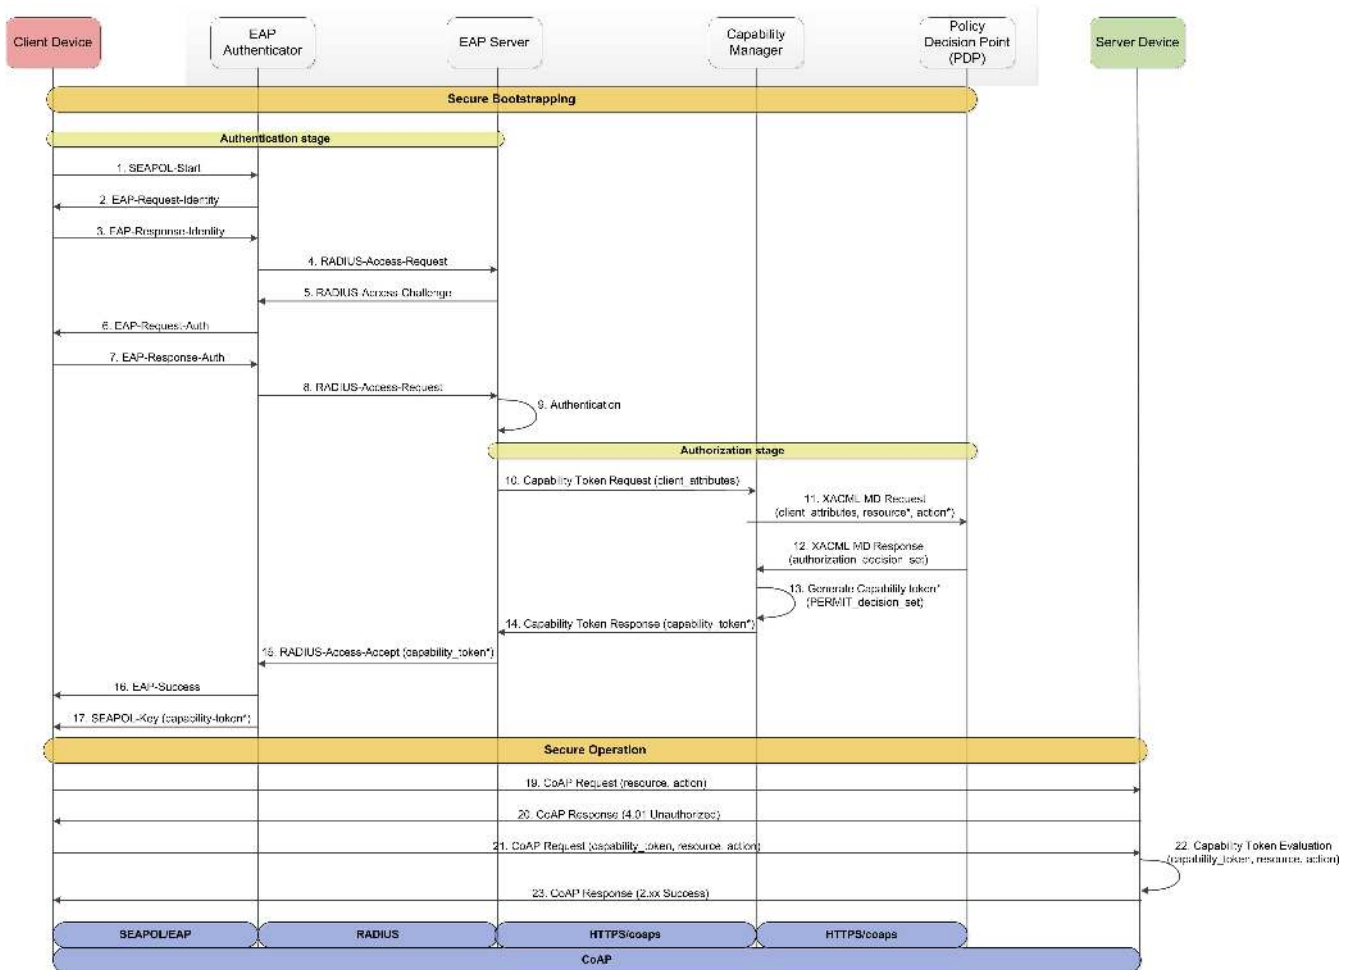 Client Device
EAP
Authenticator
EAP Server
Capability
Manager
Policy
Decision Point
(PDP)
Server Device
Secure Bootstrapping
Authentication stage
1. SEAPOL-Start
2. EAP-Request-Identity
3. EAP-Response-Identity
4. RADIUS-Access-Request
5. RADIUS-Access-Challenge
6. EAP-Request-Auth
7. EAP-Response-Auth
8. RADIUS-Access-Request
9. Authentication
Authorization stage
10. Capability Token Request (client_attributes)
11. XACML MD Request
(client_attributes, resource*, action*)
12. XACML MD Response
(authorization_decision_set)
13. Generate Capability token*
(PERMIT_decision_set)
14. Capability Token Response (capability_token*)
15. RADIUS-Access-Accept (capability_token*)
16. EAP-Success
17. SEAPOL-Key (capability-token*)
Secure Operation
19. CoAP Request (resource, action)
20. CoAP Response (4.01 Unauthorized)
21. CoAP Request (capability_token, resource, action)
22. Capability Token Evaluation
(capability_token, resource, action)
23. CoAP Response (2.xx Success)
SEAPOL/EAP
RADIUS
HTTPS/coaps
HTTPS/coaps
CoAP